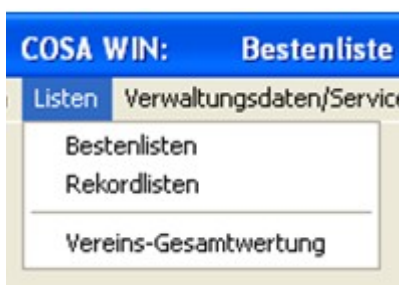 COSA WIN: Bestenliste
Listen Verwaltungsdaten/Service
Bestenlisten
Rekordlisten
Vereins-Gesamtwertung